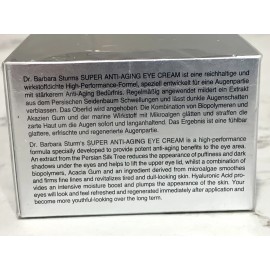 Dr. Barbara Sturms SUPER ANTI-AGING EYE CREAM ist eine reichhaltige und
wirkstoffdichte High-Performance-Formel, speziell entwickelt für eine Augenpartie
mit stärkerem Anti-Aging Bedürfnis. Regelmäßig angewendet mildert ein Extrakt
aus dem Persischen Seidenbaum Schwellungen und lässt dunkle Augenschatten
verblassen. Das Oberlid wird angehoben. Die Kombination von Biopolymeren und
Akazien Gum und der marine Wirkstoff mit Mikroalgen glätten und straffen die
zarte Haut um die Augen sofort und langanhaltend. Das Ergebnis ist eine fühlbar
glattere, erfrischte und regenerierte Augenpartie.
Dr. Barbara Sturm's SUPER ANTI-AGING EYE CREAM is a high-performance
formula specially developed to provide potent anti-aging benefits to the eye area.
An extract from the Persian Silk Tree reduces the appearance of puffiness and dark
shadows under the eyes and helps to lift the upper eye lid, whilst a combination of
biopolymers, Acacia Gum and an ingredient derived from microalgae smoothes
and firms fine lines and revitalizes tired and dull-looking skin. Hyaluronic Acid pro-
vides an intensive moisture boost and plumps the appearance of the skin. Your
eyes will look and feel refreshed and regenerated immediately after application and
become more youthful-looking over the long term.